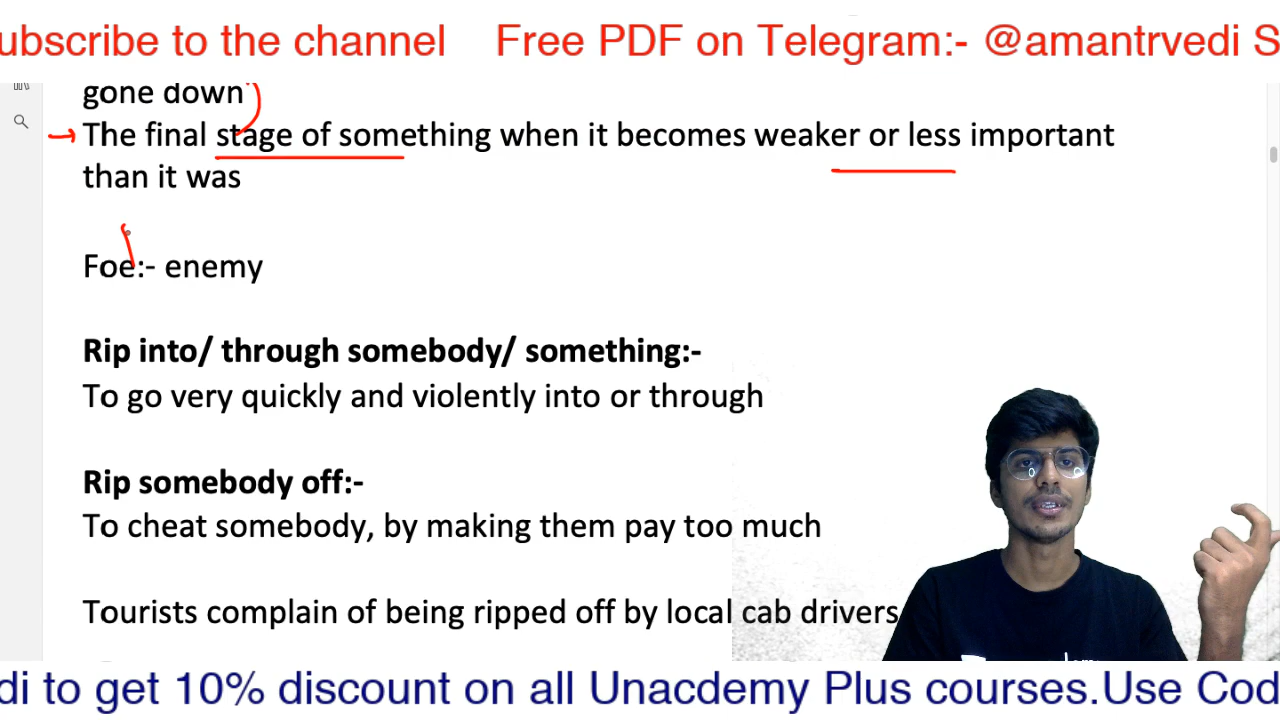 ubscribe to the channel    Free PDF on Telegram:- @amantrvedi S
gone down
The final stage of something when it becomes weaker or less important
than it was
Foe:- enemy
Rip into/ through somebody/ something:-
To go very quickly and violently into or through
Rip somebody off:-
To cheat somebody, by making them pay too much
Tourists complain of being ripped off by local cab drivers
di to get 10% discount on all Unacdemy Plus courses.Use Cod